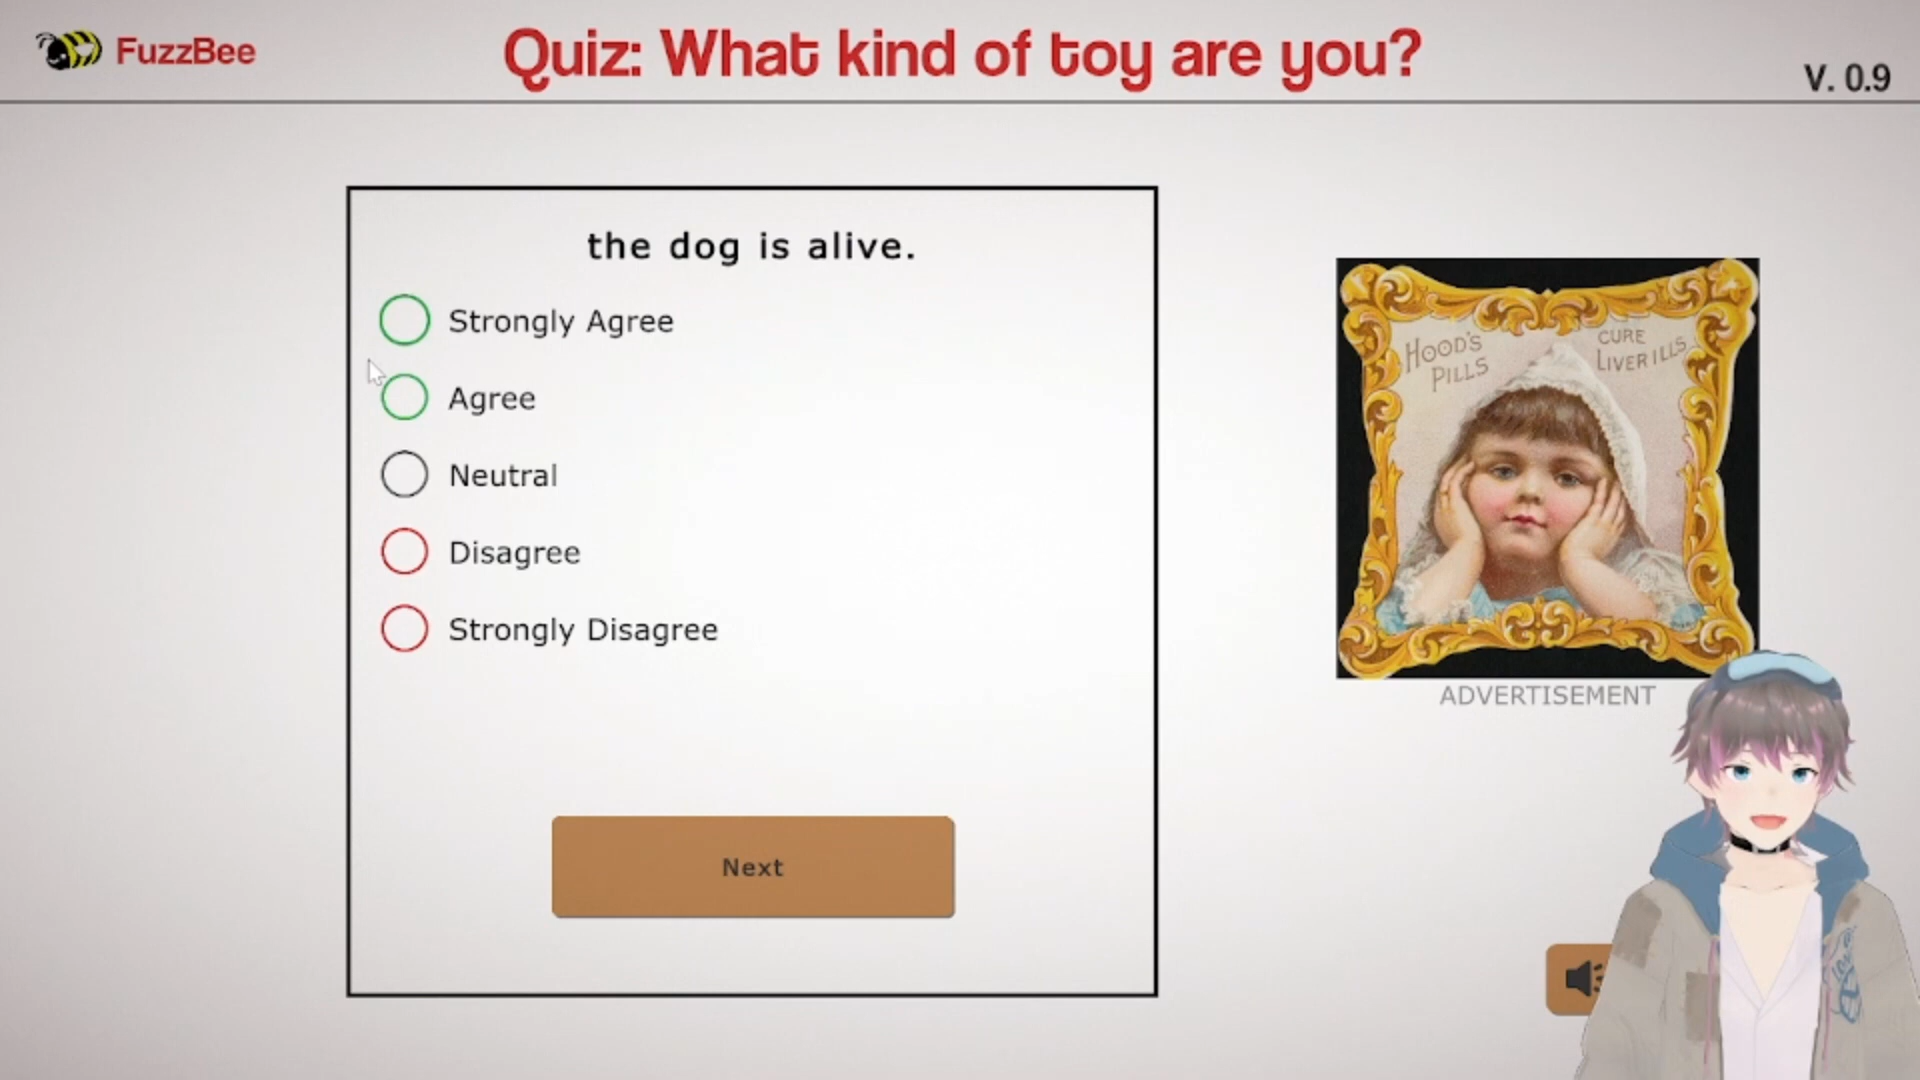 FuzzBee
Quiz: What kind of toy are you?
V. 0.9
the dog is alive.
Strongly Agree
Agree
Neutral
Disagree
Strongly Disagree
Next
HOOD'S
PILLS
CURE
LIVER ILLS
ADVERTISEMENT